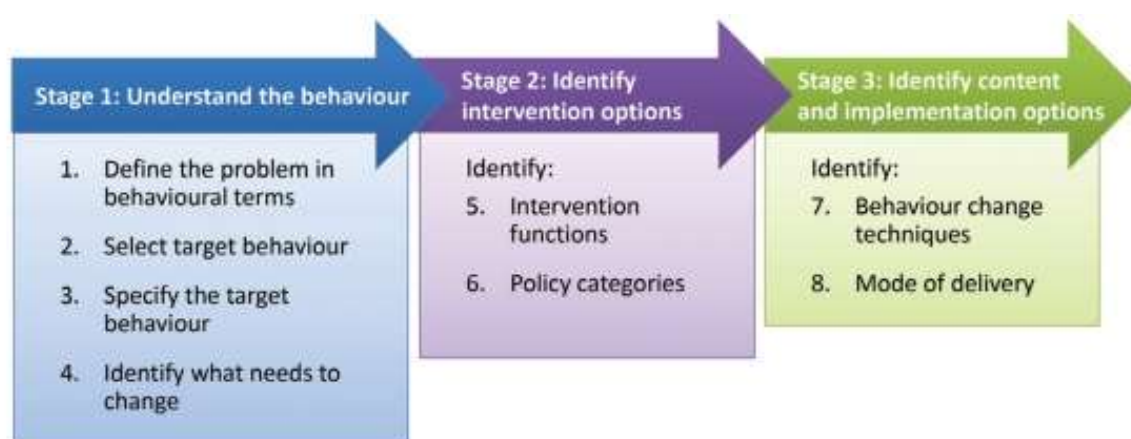 Stage 1: Understand the behaviour
1. Define the problem in
behavioural terms
2. Select target behaviour
3. Specify the target
behaviour
4. Identify what needs to
change
Stage 2: Identify
intervention options
Identify:
5. Intervention
functions
6. Policy categories
Stage 3: Identify content
and implementation options
Identify:
7. Behaviour change
techniques
8. Mode of delivery